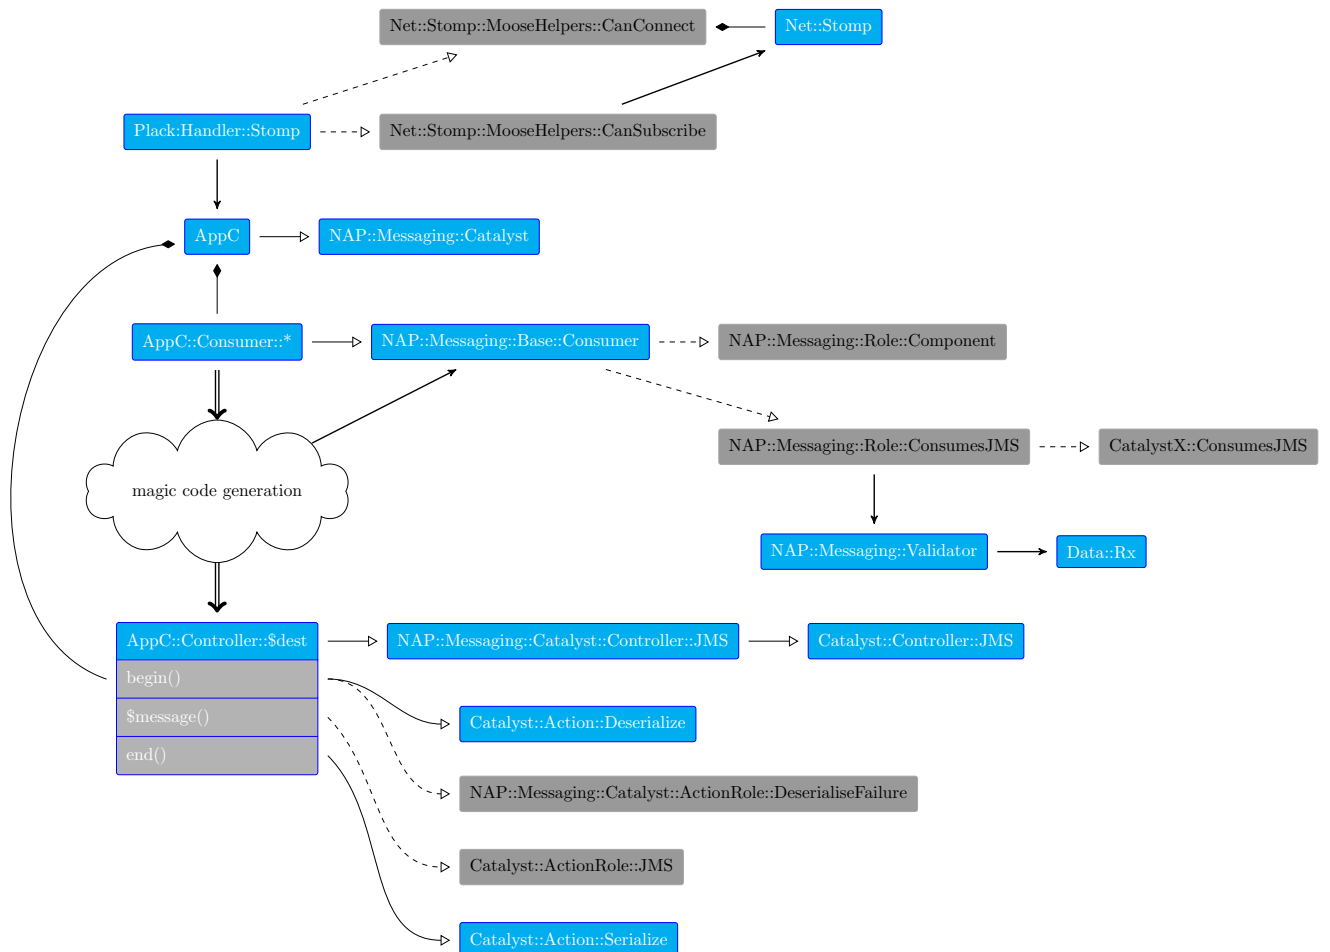 Net::Stomp::MooseHelpers::CanConnect
Net::Stomp
Plack:Handler::Stomp
Net::Stomp::MooseHelpers::CanSubscribe
AppC
NAP::Messaging::Catalyst
AppC::Consumer::*
NAP::Messaging::Base::Consumer
NAP::Messaging::Role::Component
NAP::Messaging::Role::ConsumesJMS
CatalystX::ConsumesJMS
magic code generation
NAP::Messaging::Validator
Data::Rx
AppC::Controller::$dest
NAP::Messaging::Catalyst::Controller::JMS
Catalyst::Controller::JMS
begin()
$message()
Catalyst::Action::Deserialize
end()
NAP::Messaging::Catalyst::ActionRole::DeserialiseFailure
Catalyst::ActionRole::JMS
Catalyst::Action::Serialize